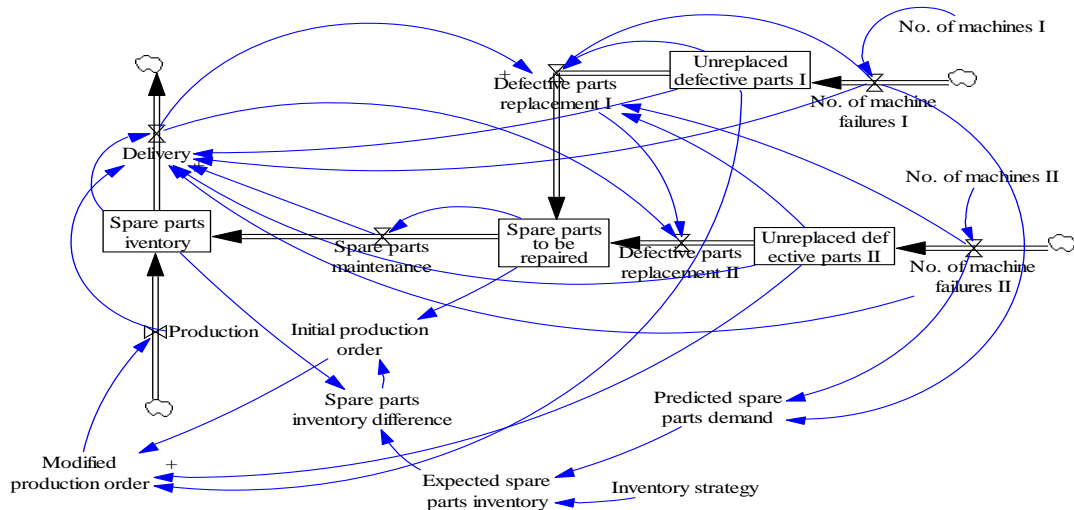 No. of machines I
Unreplaced
defective parts I
+
Defective parts
replacement I
No. of machine
failures I
Delivery
+
No. of machines II
Spare parts
iventory
Spare parts
maintenance
Spare parts
to be
repaired
Defective parts
replacement II
Unreplaced def
ective parts II
No. of machine
failures II
Production
Initial production
order
Spare parts
inventory difference
Predicted spare
parts demand
Modified
production order
+
Expected spare
parts inventory
Inventory strategy